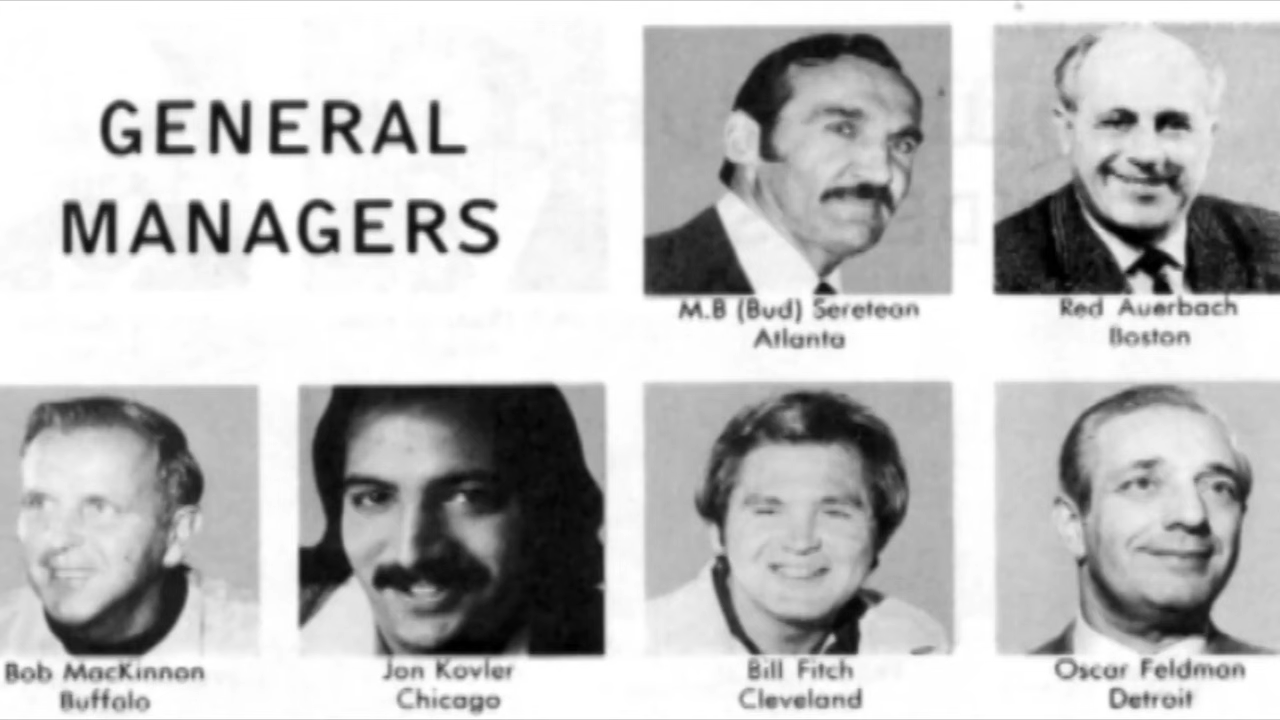 GENERAL
MANAGERS
M.B (Bud) Seretean
Atlanta
Red Auerbach
Boston
Bob MacKinnon
Buffalo
Jon Kovler
Chicago
Bill Fitch
Cleveland
Oscar Feldman
Detroit